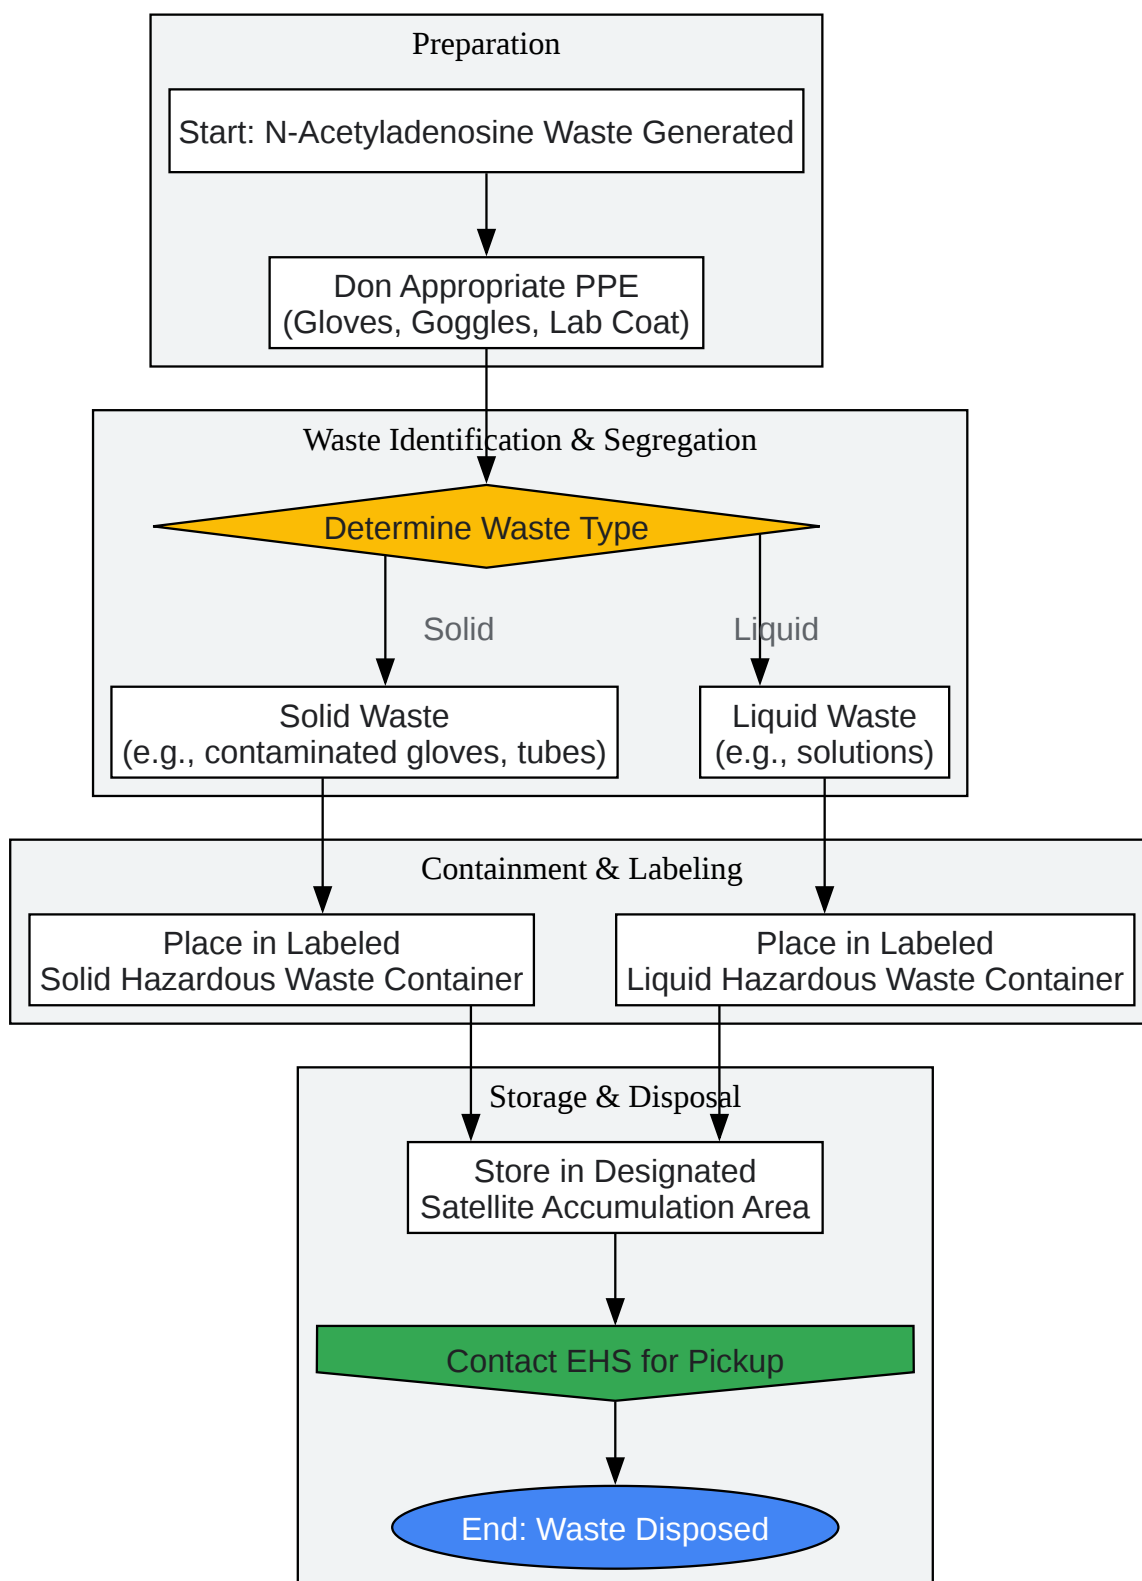 Preparation
Start: N-Acetyladenosine Waste Generated
Don Appropriate PPE
(Gloves, Goggles, Lab Coat)
Waste Identification & Segregation
Determine Waste Type
Solid
Liquid
Solid Waste
(e.g., contaminated gloves, tubes)
Liquid Waste
(e.g., solutions)
Containment & Labeling
Place in Labeled
Solid Hazardous Waste Container
Place in Labeled
Liquid Hazardous Waste Container
Storage & Disposal
Store in Designated
Satellite Accumulation Area
Contact EHS for Pickup
End: Waste Disposed